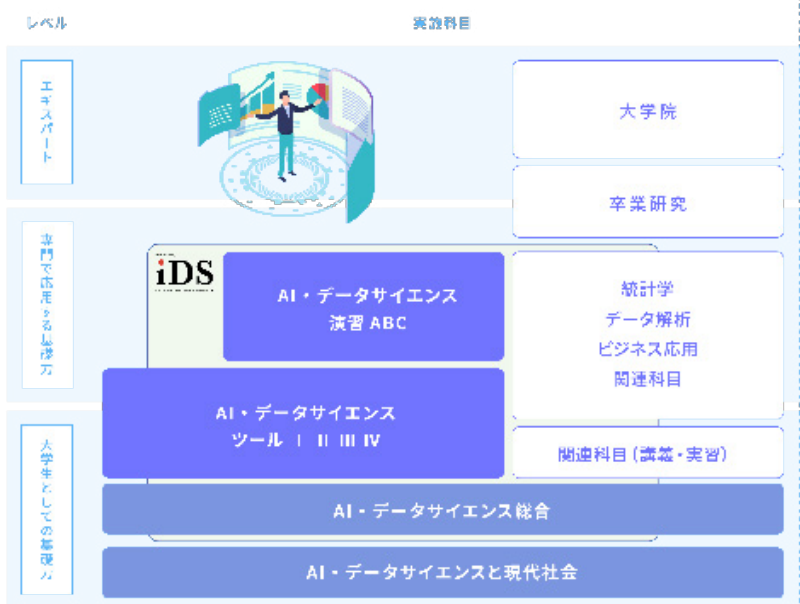 レベル
実施科目
エキスパート
大学院
卒業研究
専門で応用する基礎力
iDS
AI・データサイエンス
演習 ABC
統計学
データ解析
ビジネス応用
関連科目
AI・データサイエンス
ツール Ⅰ Ⅱ Ⅲ Ⅳ
関連科目（講義・実習）
大学生としての基礎力
AI・データサイエンス総合
AI・データサイエンスと現代社会